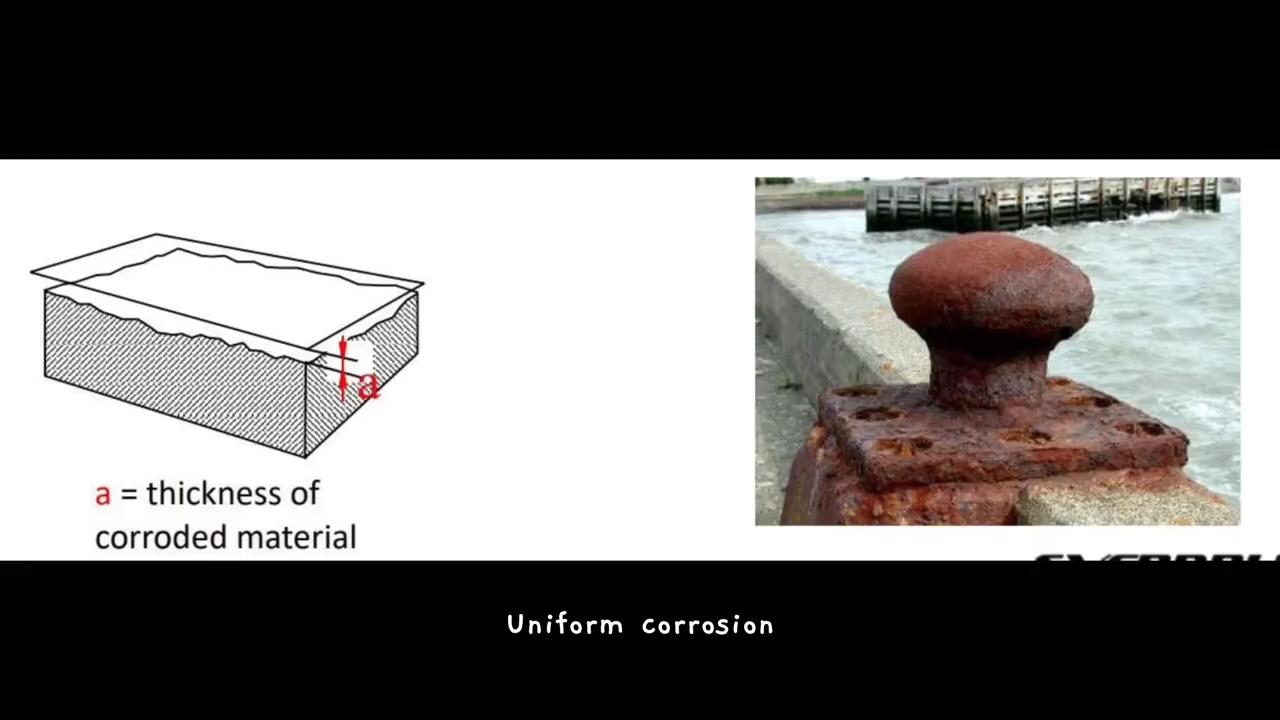 a
a = thickness of
corroded material
Uniform corrosion